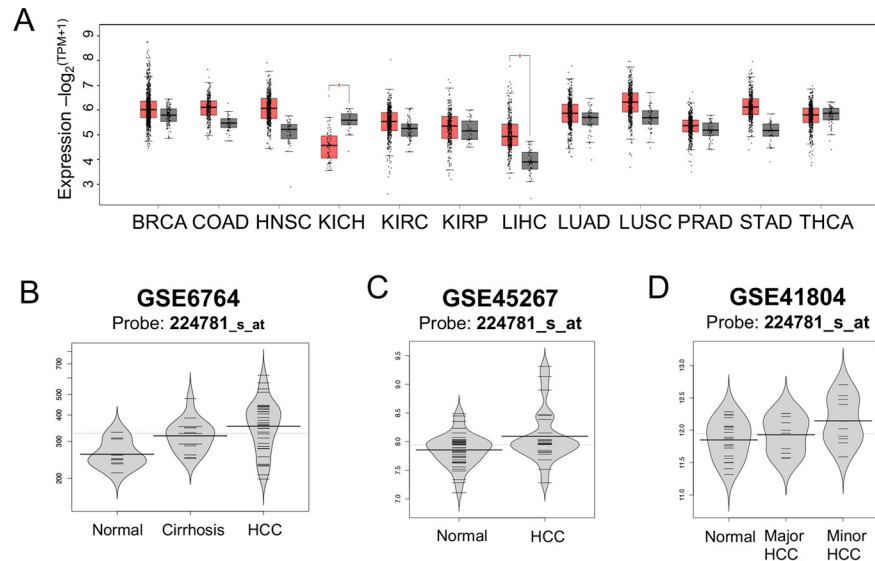 A
Expression –log2(TPM+1)
9
8
7
6
5
4
3
*
*
BRCA COAD HNSC KICH KIRC KIRP LIHC LUAD LUSC PRAD STAD THCA
B
GSE6764
Probe: 224781_s_at
700
500
400
300
200
Normal Cirrhosis HCC
C
GSE45267
Probe: 224781_s_at
9.5
9.0
8.5
8.0
7.5
7.0
Normal HCC
D
GSE41804
Probe: 224781_s_at
13.0
12.5
12.0
11.5
11.0
Normal Major HCC Minor HCC